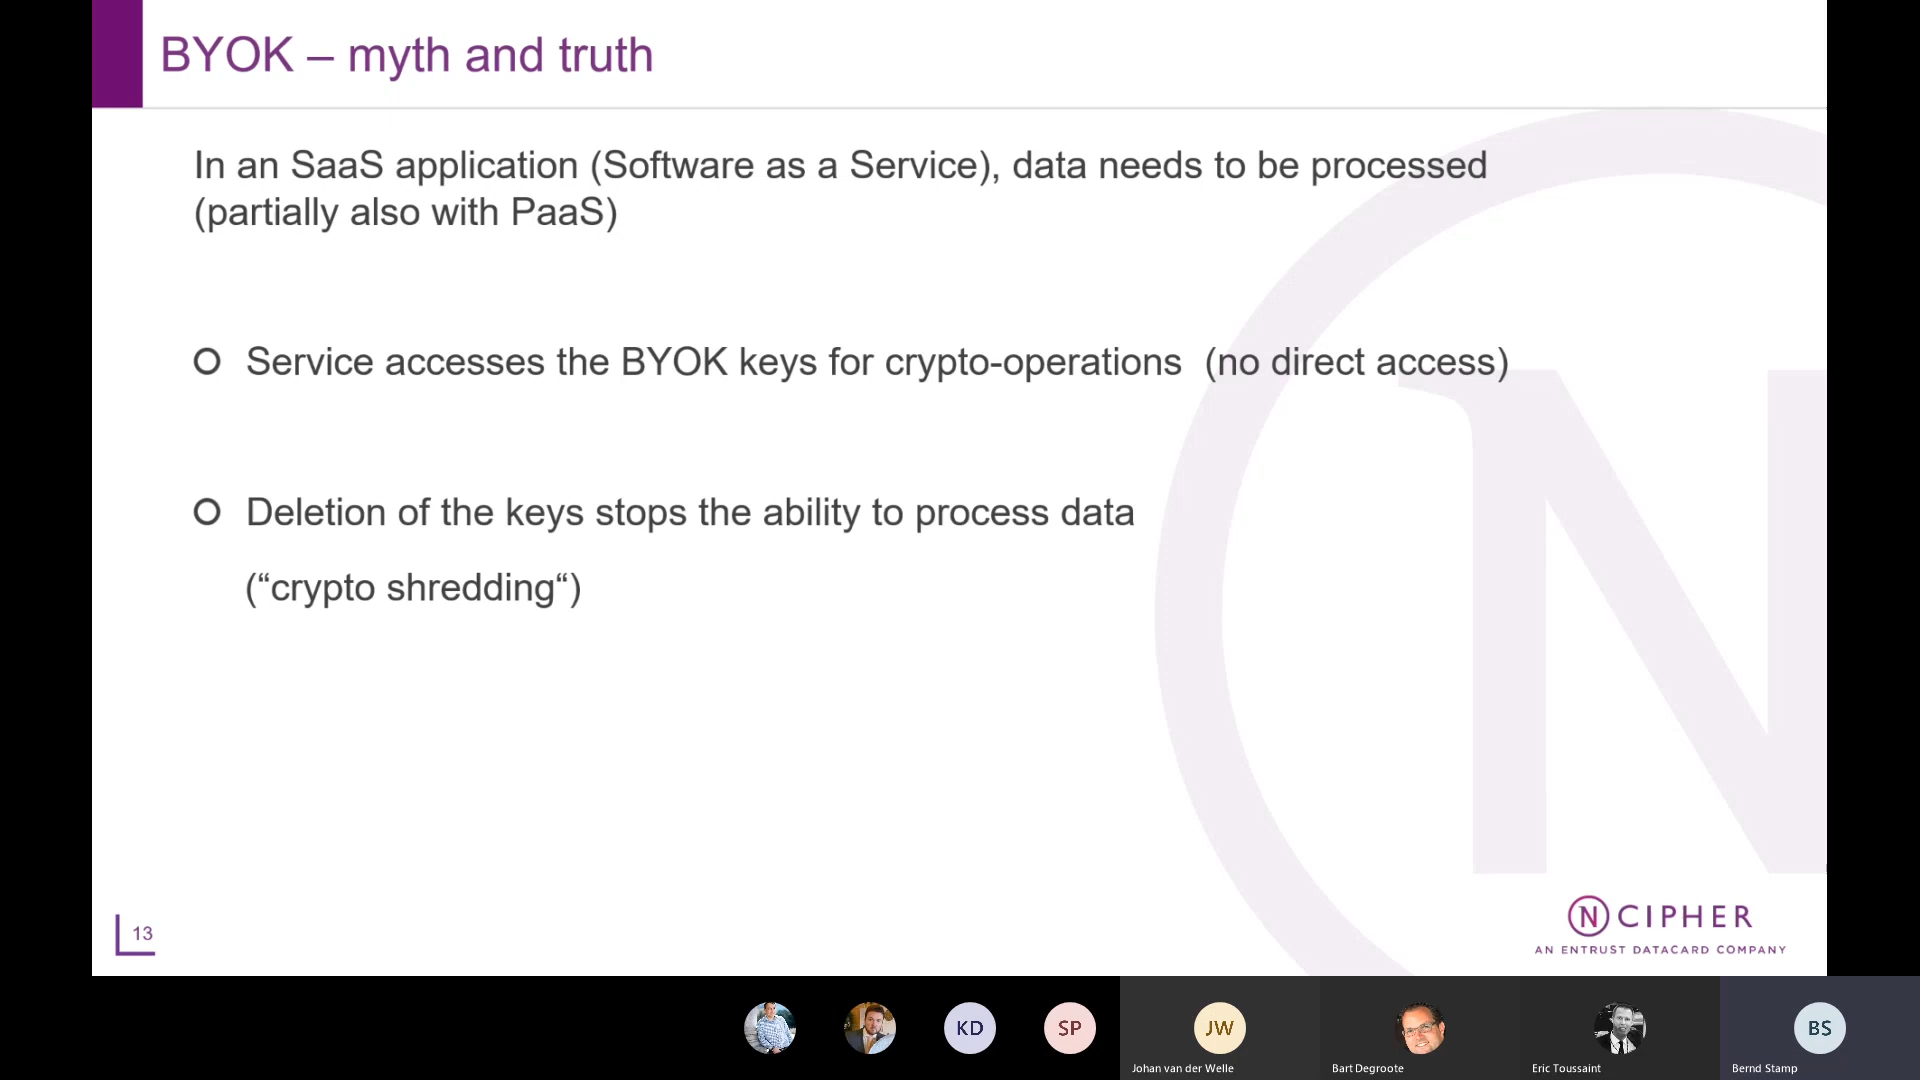 BYOK – myth and truth
In an SaaS application (Software as a Service), data needs to be processed
(partially also with PaaS)
Service accesses the BYOK keys for crypto-operations  (no direct access)
Deletion of the keys stops the ability to process data
(“crypto shredding“)
13
N CIPHER
AN ENTRUST DATACARD COMPANY
KD
SP
JW
BS
Johan van der Welle
Bart Degroote
Eric Toussaint
Bernd Stamp